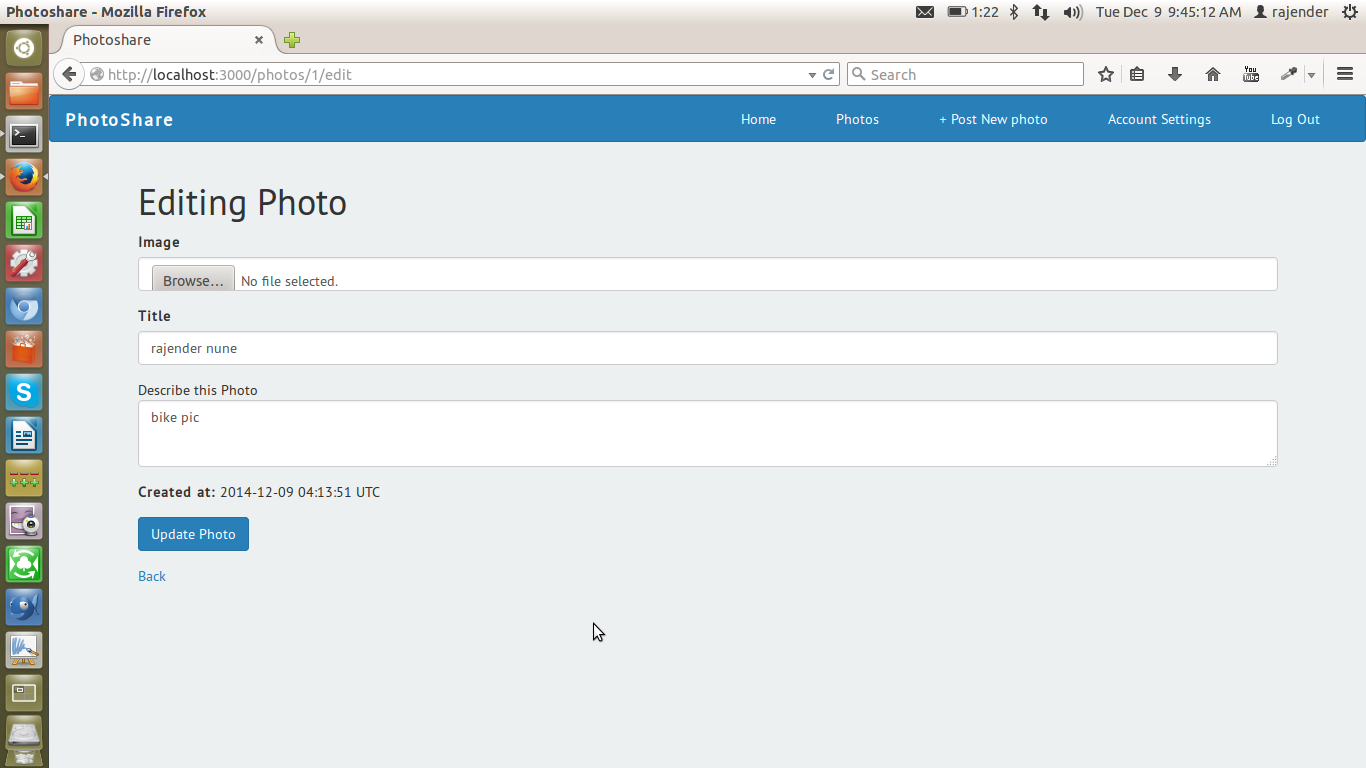 Photoshare - Mozilla Firefox
1:22
Tue Dec 9 9:45:12 AM
rajender
Photoshare
http://localhost:3000/photos/1/edit
Search
You Tube
PhotoShare
Home
Photos
+ Post New photo
Account Settings
Log Out
Editing Photo
Image
Browse... No file selected.
Title
rajender nune
Describe this Photo
bike pic
Created at: 2014-12-09 04:13:51 UTC
Update Photo
Back
S